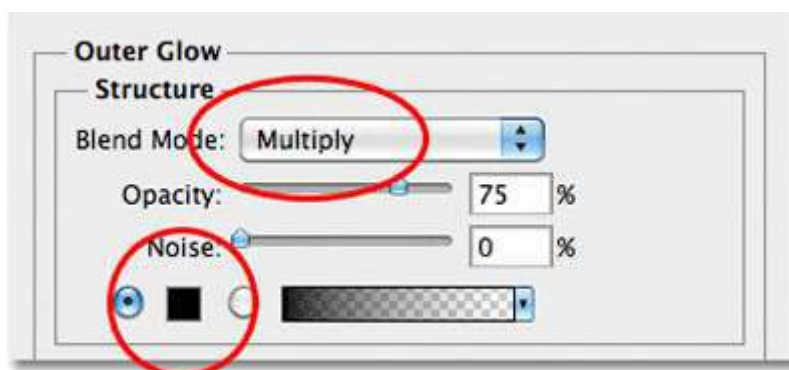 Outer Glow
Structure
Blend Mode: Multiply
Opacity: 75 %
Noise: 0 %